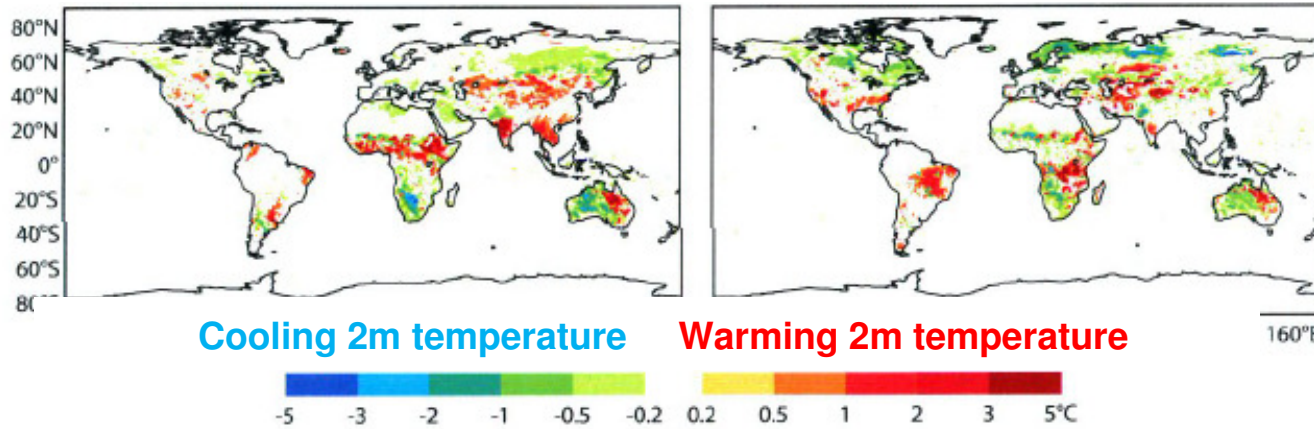 80°N
60°N
40°N
20°N
0°
20°S
40°S
60°S
Cooling 2m temperature Warming 2m temperature
160°E
-5 -3 -2 -1 -0.5 -0.2 0.2 0.5 1 2 3 5°C